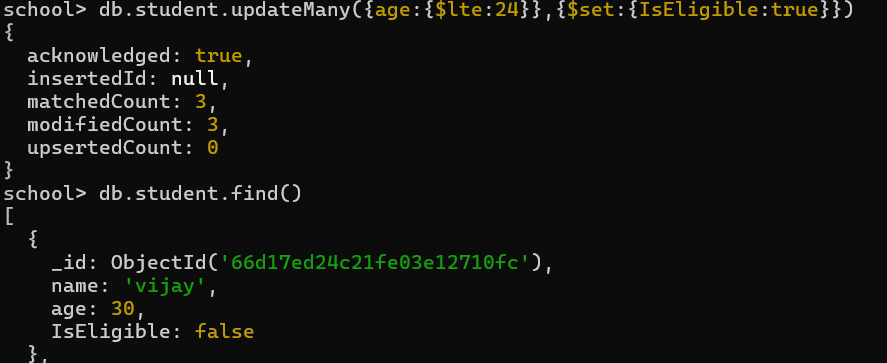 school> db.student.updateMany({age:{$lte:24}},{$set:{IsEligible:true}})
{
  acknowledged: true,
  insertedId: null,
  matchedCount: 3,
  modifiedCount: 3,
  upsertedCount: 0
}
school> db.student.find()
[
  {
    _id: ObjectId('66d17ed24c21fe03e12710fc'),
    name: 'vijay',
    age: 30,
    IsEligible: false
  },